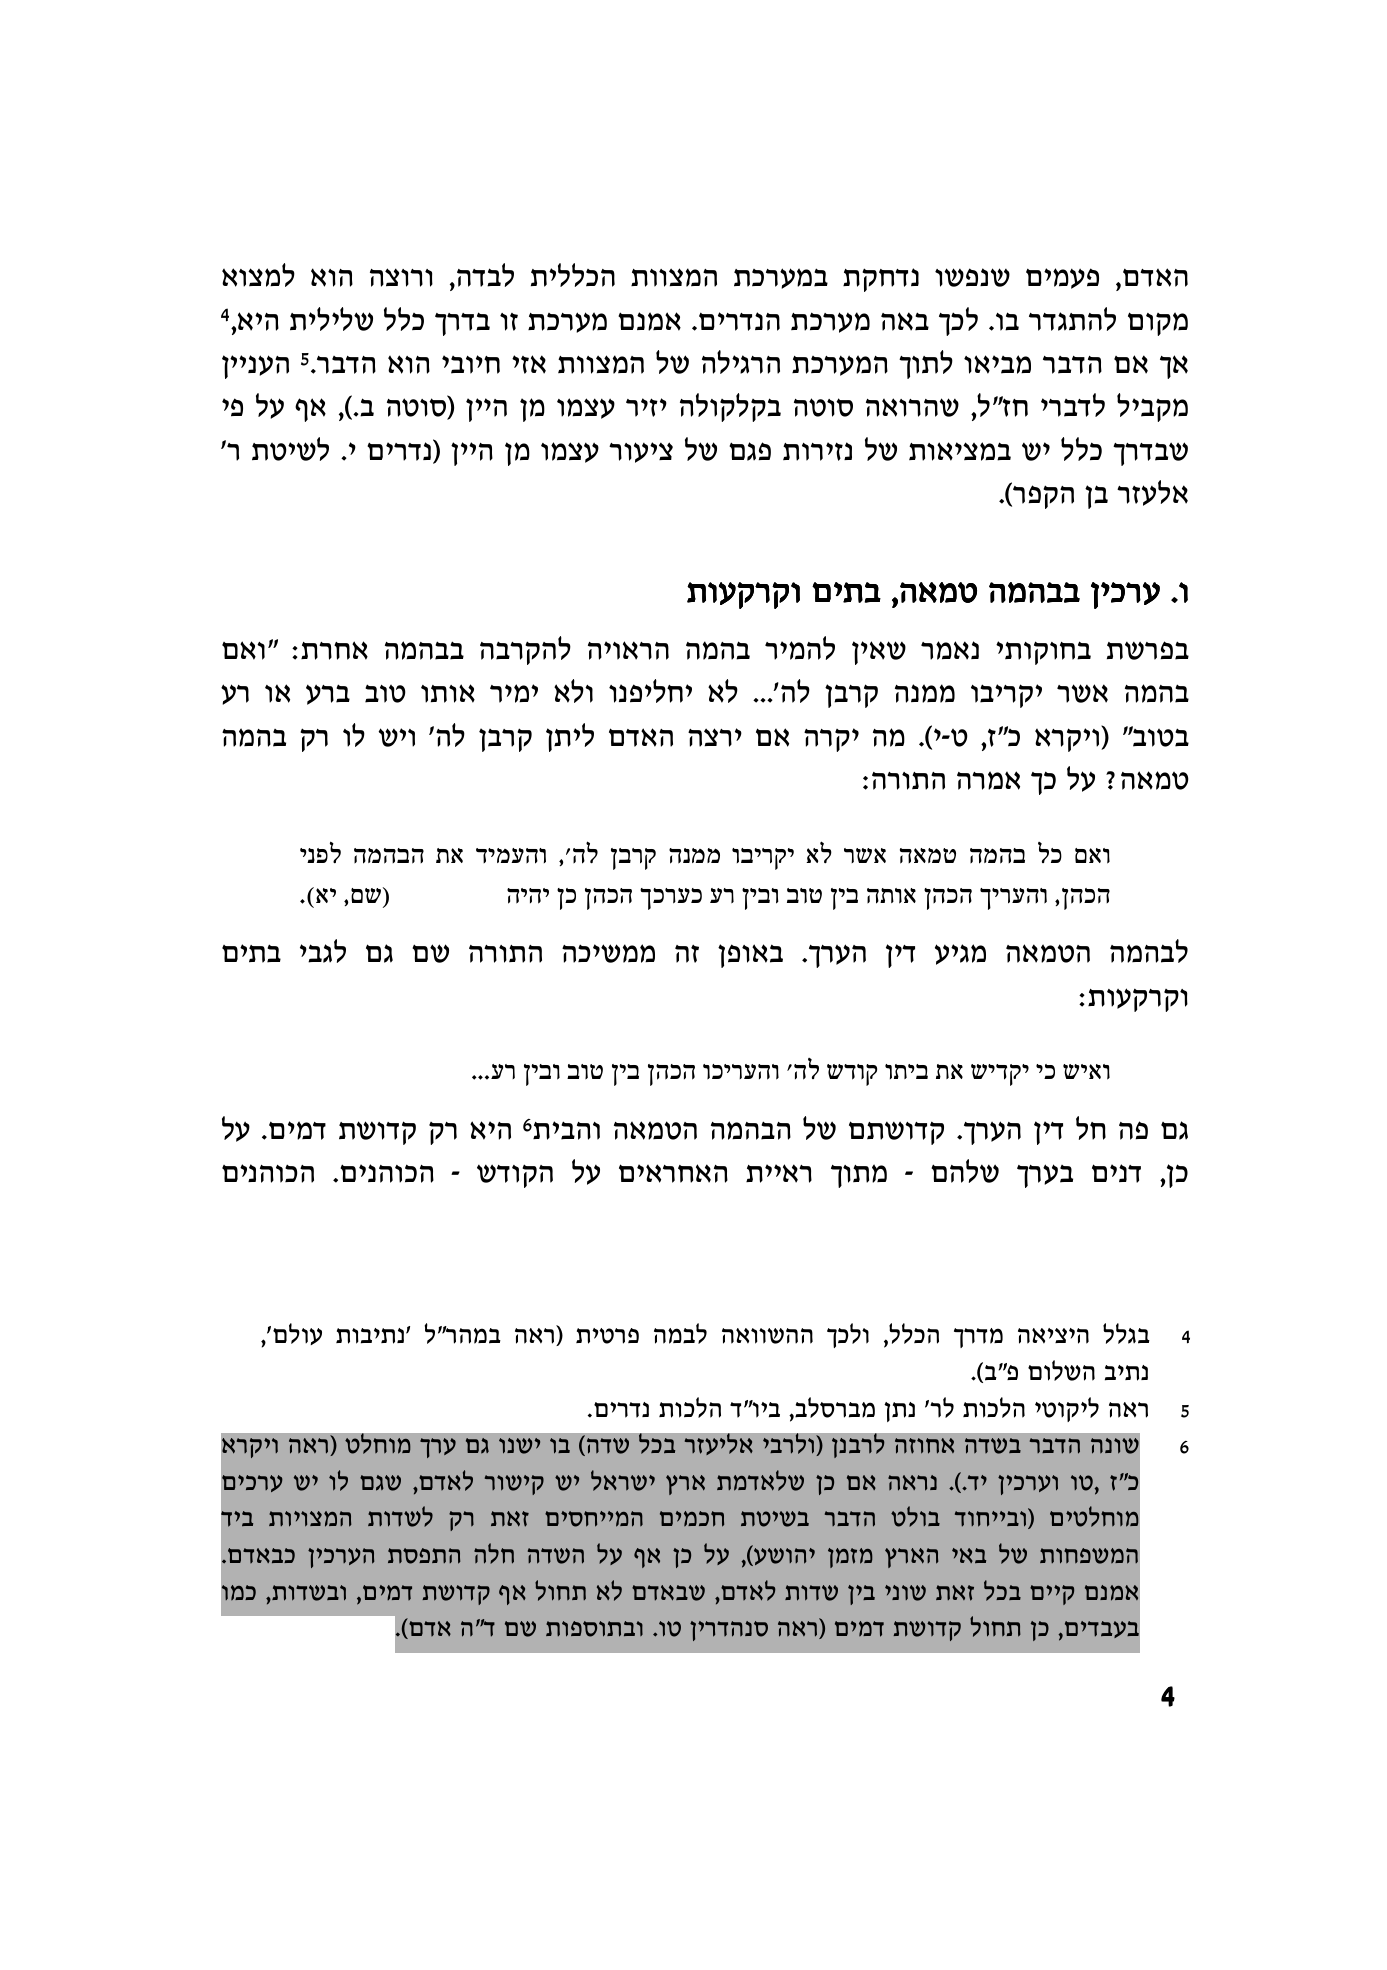 האדם, פעמים שנפשו נדחקת במערכת המצוות הכללית לבדה, ורוצה הוא למצוא
מקום להתגדר בו. לכך באה מערכת הנדרים. אמנם מערכת זו בדרך כלל שלילית היא,4
אך אם הדבר מביאו לתוך המערכת הרגילה של המצוות אזי חיובי הוא הדבר.5 העניין
מקביל לדברי חז"ל, שהרואה סוטה בקלקולה יזיר עצמו מן היין (סוטה ב.), אף על פי
שבדרך כלל יש במציאות של נזירות פגם של ציעור עצמו מן היין (נדרים י. לשיטת ר'
אלעזר בן הקפר).
ו. ערכין בבהמה טמאה, בתים וקרקעות
בפרשת בחוקותי נאמר שאין להמיר בהמה הראויה להקרבה בבהמה אחרת: "ואם
בהמה אשר יקריבו ממנה קרבן לה'... לא יחליפנו ולא ימיר אותו טוב ברע או רע
בטוב" (ויקרא כ"ז, ט-י). מה יקרה אם ירצה האדם ליתן קרבן לה' ויש לו רק בהמה
טמאה? על כך אמרה התורה:
ואם כל בהמה טמאה אשר לא יקריבו ממנה קרבן לה', והעמיד את הבהמה לפני
הכהן, והעריך הכהן אותה בין טוב ובין רע כערכך הכהן כן יהיה (שם, יא).
לבהמה הטמאה מגיע דין הערך. באופן זה ממשיכה התורה שם גם לגבי בתים
וקרקעות:
ואיש כי יקדיש את ביתו קודש לה' והעריכו הכהן בין טוב ובין רע...
גם פה חל דין הערך. קדושתם של הבהמה הטמאה והבית6 היא רק קדושת דמים. על
כן, דנים בערך שלהם - מתוך ראיית האחראים על הקודש - הכוהנים. הכוהנים
4 בגלל היציאה מדרך הכלל, ולכך ההשוואה לבמה פרטית (ראה במהר"ל 'נתיבות עולם',
נתיב השלום פ"ב).
5 ראה ליקוטי הלכות לר' נתן מברסלב, ביו"ד הלכות נדרים.
6 שונה הדבר בשדה אחוזה לרבנן (ולרבי אליעזר בכל שדה) בו ישנו גם ערך מוחלט (ראה ויקרא
כ"ז ,טו וערכין יד.). נראה אם כן שלאדמת ארץ ישראל יש קישור לאדם, שגם לו יש ערכים
מוחלטים (ובייחוד בולט הדבר בשיטת חכמים המייחסים זאת רק לשדות המצויות ביד
המשפחות של באי הארץ מזמן יהושע), על כן אף על השדה חלה התפסת הערכין כבאדם.
אמנם קיים בכל זאת שוני בין שדות לאדם, שבאדם לא תחול אף קדושת דמים, ובשדות, כמו
בעבדים, כן תחול קדושת דמים (ראה סנהדרין טו. ובתוספות שם ד"ה אדם).
4